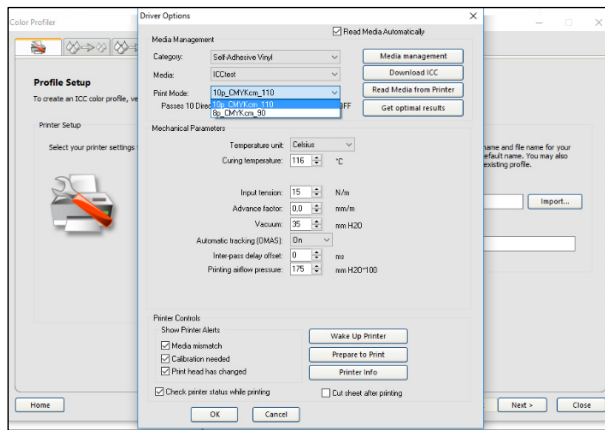 Color Profiler
Driver Options
Read Media Automatically
Media Management
Category: Self-Adhesive Vinyl
Media: ICCtest
Print Mode: 10p_CMYKcm_110
10p_CMYKcm_110
8p_CMYKcm_90
Passes 10 Direc
FF
Media management
Download ICC
Read Media from Printer
Get optimal results
Mechanical Parameters
Temperature unit: Celsius
Curing temperature: 116 °C
Input tension: 15 N/m
Advance factor: 0,0 mm/m
Vacuum: 35 mm H2O
Automatic tracking (OMAS): On
Inter-pass delay offset: 0 ms
Printing airflow pressure: 175 mm H2O*100
Printer Controls
Show Printer Alerts
Media mismatch
Calibration needed
Print head has changed
Wake Up Printer
Prepare to Print
Printer Info
Check printer status while printing
Cut sheet after printing
OK
Cancel
Profile Setup
To create an ICC color profile, ve
Printer Setup
Select your printer settings
name and file name for your
efault name. You may also
existing profile.
Import...
Home
Next >
Close